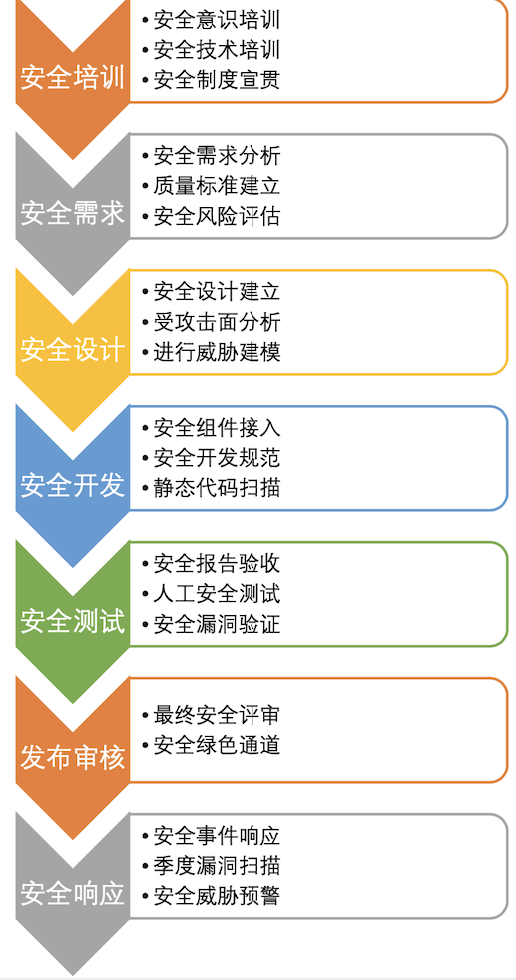 安全培训
•安全意识培训
•安全技术培训
•安全制度宣贯
安全需求
•安全需求分析
•质量标准建立
•安全风险评估
安全设计
•安全设计建立
•受攻击面分析
•进行威胁建模
安全开发
•安全组件接入
•安全开发规范
•静态代码扫描
安全测试
•安全报告验收
•人工安全测试
•安全漏洞验证
发布审核
•最终安全评审
•安全绿色通道
安全响应
•安全事件响应
•季度漏洞扫描
•安全威胁预警